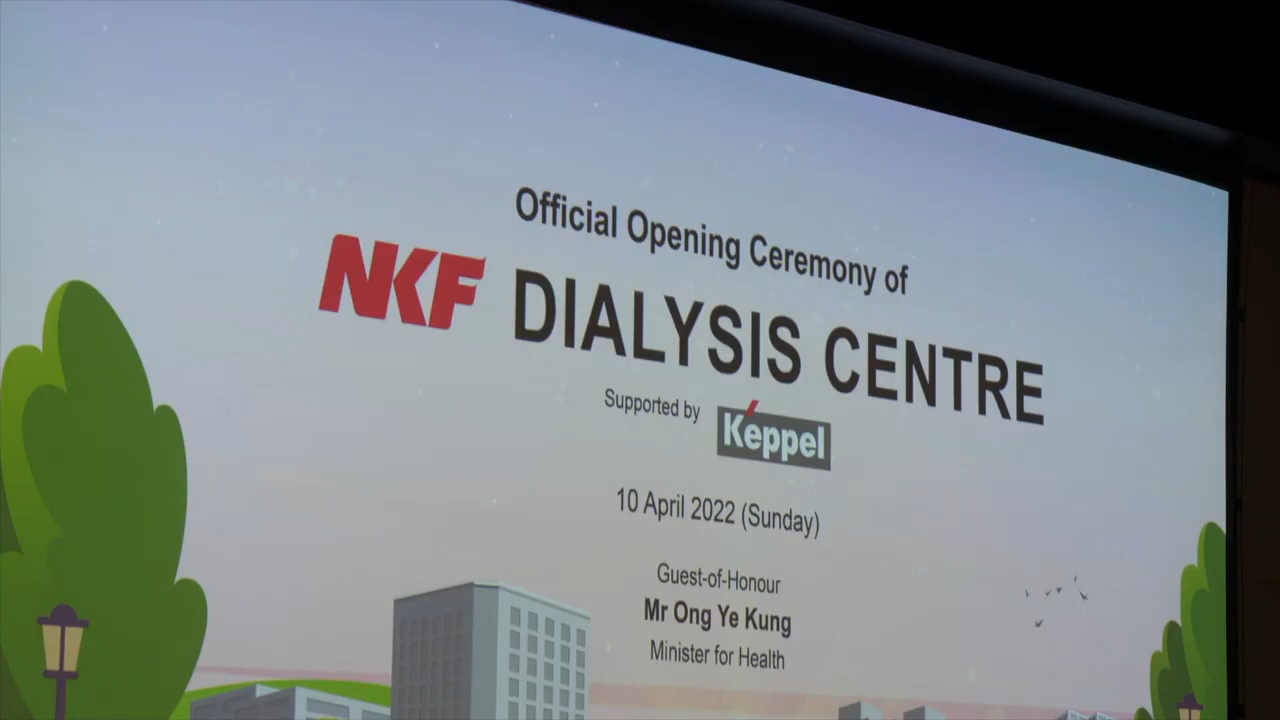 Official Opening Ceremony of
NKF DIALYSIS CENTRE
Supported by Keppel
10 April 2022 (Sunday)
Guest-of-Honour
Mr Ong Ye Kung
Minister for Health